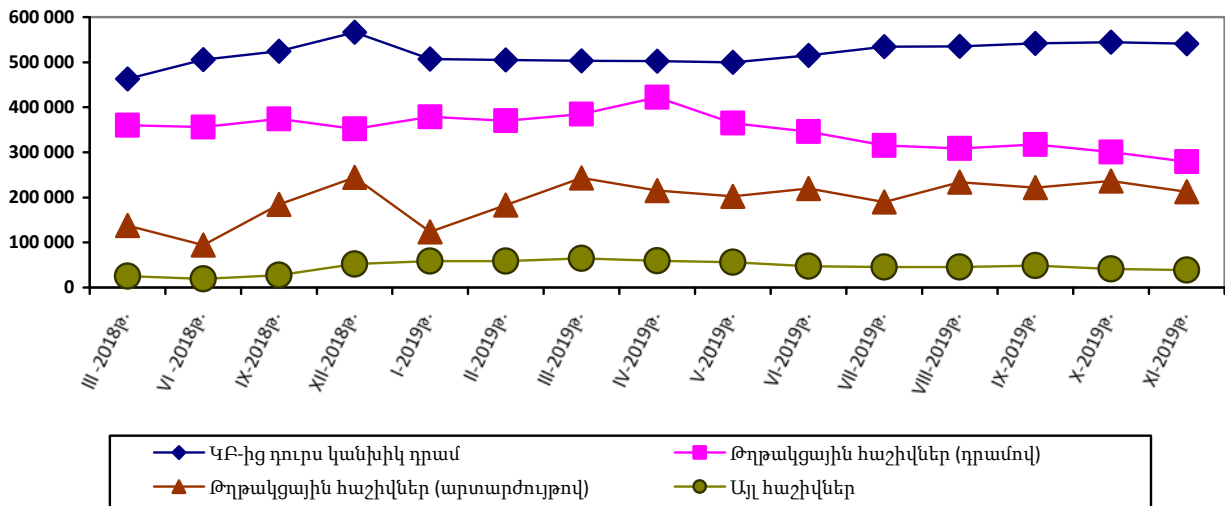 600 000
500 000
400 000
300 000
200 000
100 000
0
III -2018թ.
VI -2018թ.
IX-2018թ.
XII-2018թ.
I-2019թ.
II-2019թ.
III-2019թ.
IV-2019թ.
V-2019թ.
VI-2019թ.
VII-2019թ.
VIII-2019թ.
IX-2019թ.
X-2019թ.
XI-2019թ.
ԿԲ-ից դուրս կանխիկ դրամ
Թղթակցային հաշիվներ (դրամով)
Թղթակցային հաշիվներ (արտարժույթով)
Այլ հաշիվներ